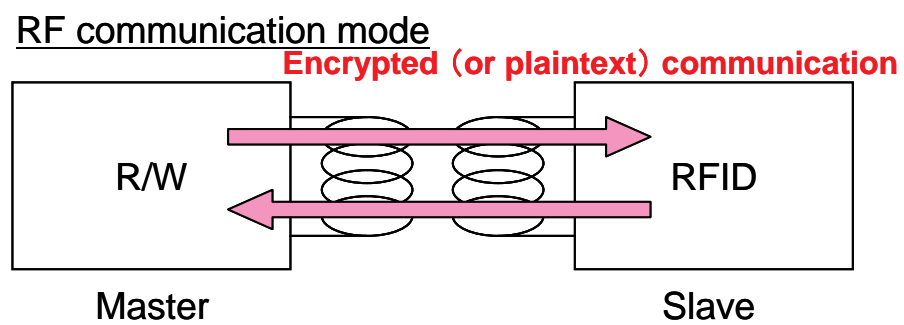 RF communication mode
Encrypted（or plaintext）communication
R/W
RFID
Master
Slave